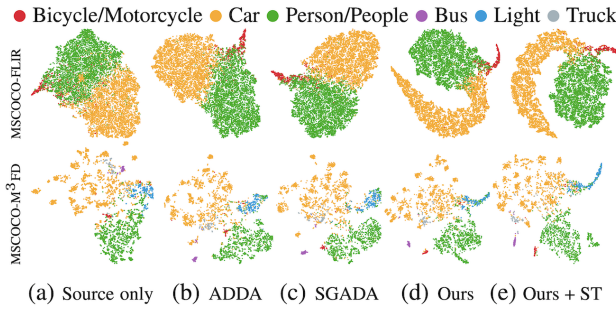 Bicycle/Motorcycle Car Person/People Bus Light Truck
MSCOCO-FLIR
MSCOCO-M³FD
(a) Source only (b) ADDA (c) SGADA (d) Ours (e) Ours + ST